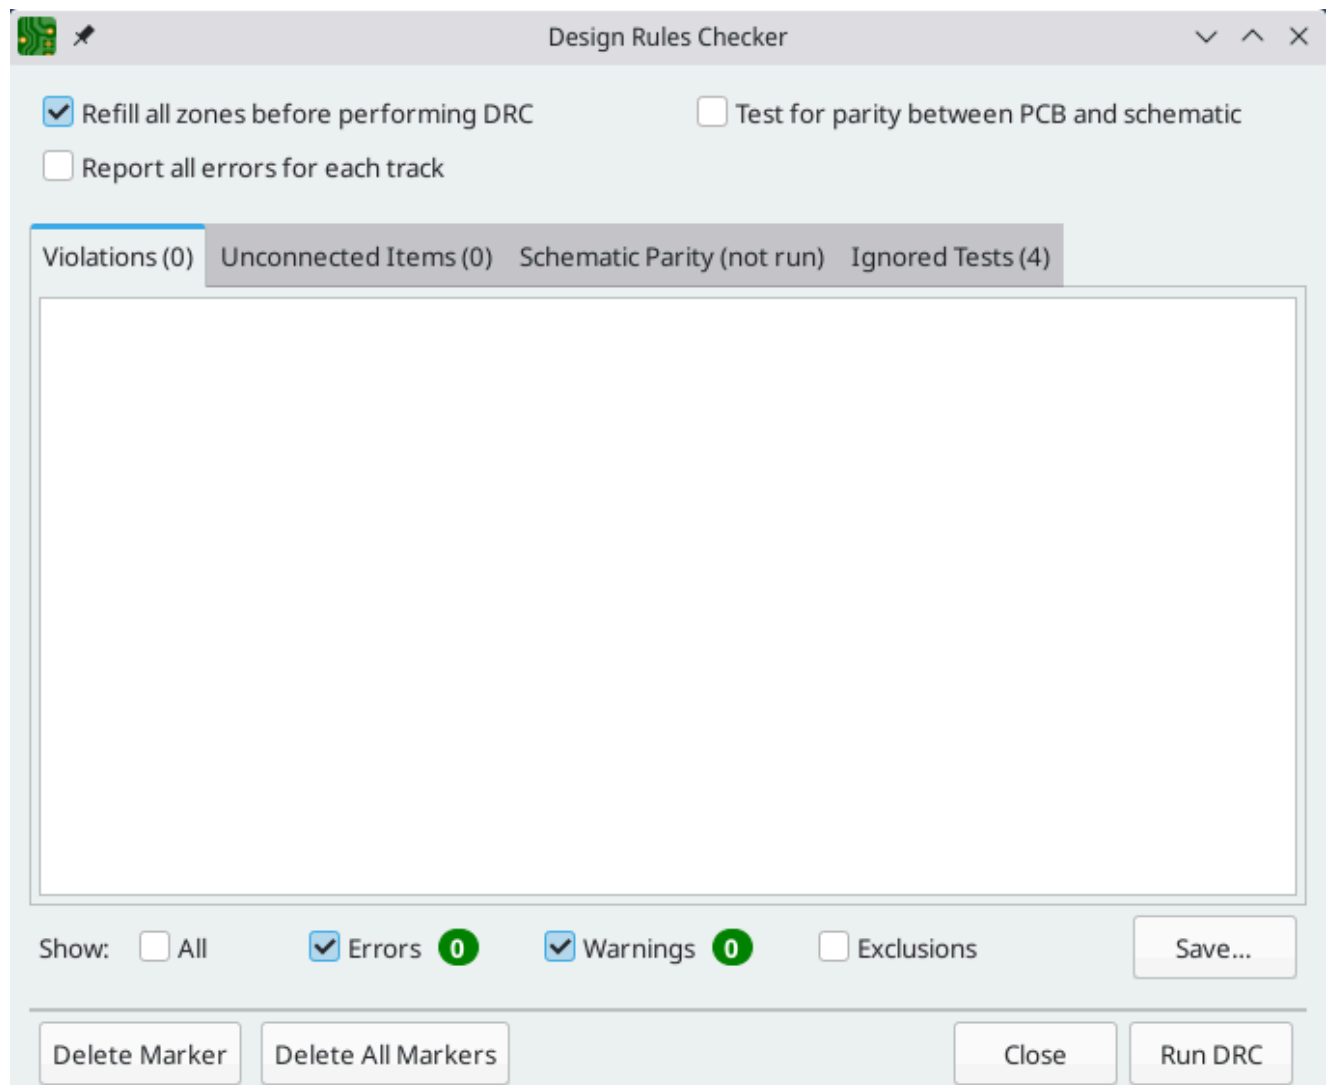 Design Rules Checker
Refill all zones before performing DRC
Test for parity between PCB and schematic
Report all errors for each track
Violations (0) Unconnected Items (0) Schematic Parity (not run) Ignored Tests (4)
Show: All Errors 0 Warnings 0 Exclusions Save...
Delete Marker Delete All Markers Close Run DRC